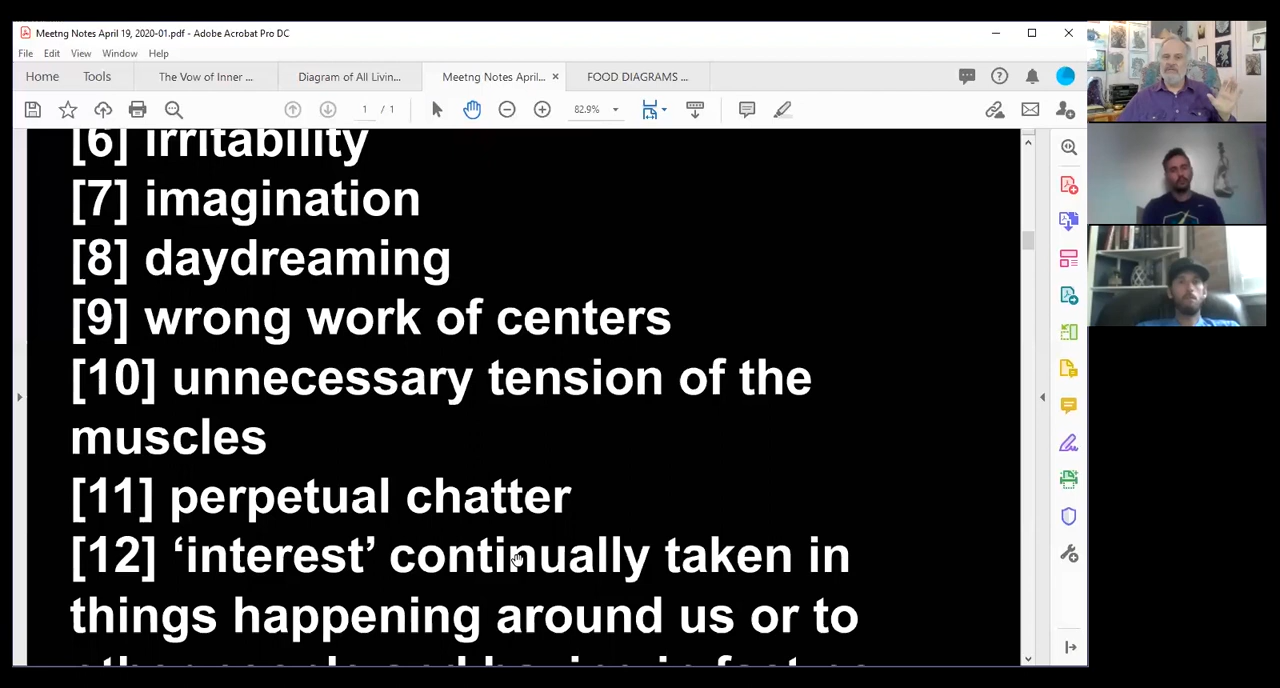 Meetng Notes April 19, 2020-01.pdf - Adobe Acrobat Pro DC
File Edit View Window Help
Home Tools The Vow of Inner ... Diagram of All Livin... Meetng Notes April... × FOOD DIAGRAMS ...
1 / 1 82.9%
[6] irritability
[7] imagination
[8] daydreaming
[9] wrong work of centers
[10] unnecessary tension of the
muscles
[11] perpetual chatter
[12] ‘interest’ continually taken in
things happening around us or to